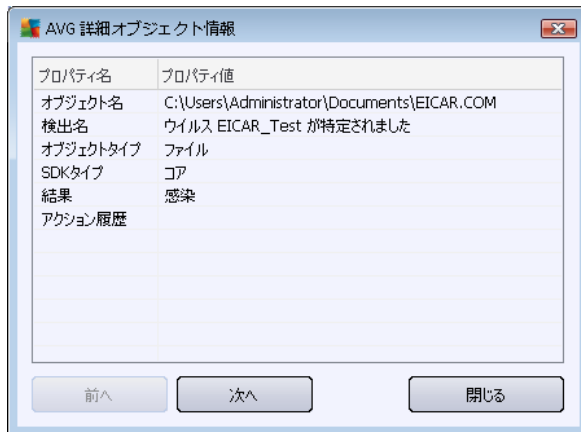 AVG 詳細オブジェクト情報
プロパティ名 プロパティ値
オブジェクト名 C:\Users\Administrator\Documents\EICAR.COM
検出名 ウイルス EICAR_Test が特定されました
オブジェクトタイプ ファイル
SDKタイプ コア
結果 感染
アクション履歴
前へ 次へ 閉じる